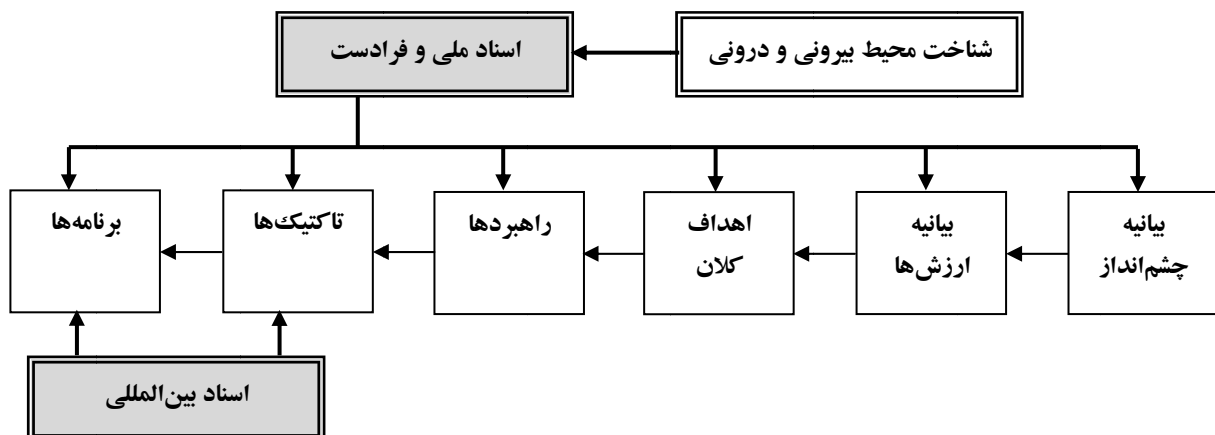 شناخت محیط بیرونی و درونی
اسناد ملی و فرادست
بیانیه
چشم‌انداز
بیانیه
ارزش‌ها
اهداف
کلان
راهبردها
تاکتیک‌ها
برنامه‌ها
اسناد بین‌المللی